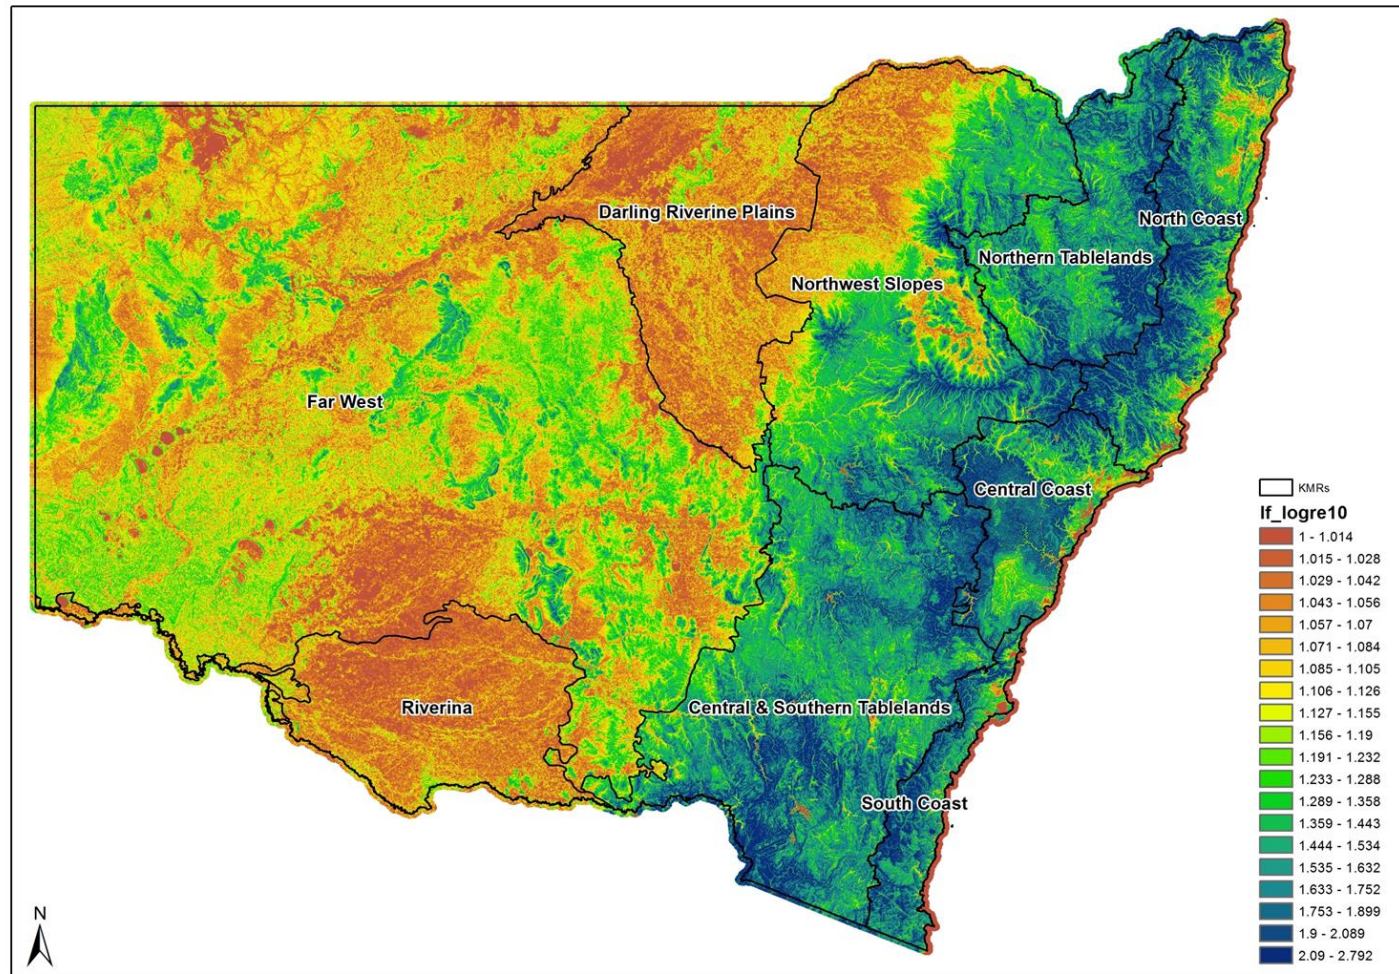 North Coast
Darling Riverine Plains
Northern Tablelands
Northwest Slopes
Far West
Central Coast
Riverina
Central & Southern Tablelands
South Coast
N
KMRs
lf_logre10
1 - 1.014
1.015 - 1.028
1.029 - 1.042
1.043 - 1.056
1.057 - 1.07
1.071 - 1.084
1.085 - 1.105
1.106 - 1.126
1.127 - 1.155
1.156 - 1.19
1.191 - 1.232
1.233 - 1.288
1.289 - 1.358
1.359 - 1.443
1.444 - 1.534
1.535 - 1.632
1.633 - 1.752
1.753 - 1.899
1.9 - 2.089
2.09 - 2.792